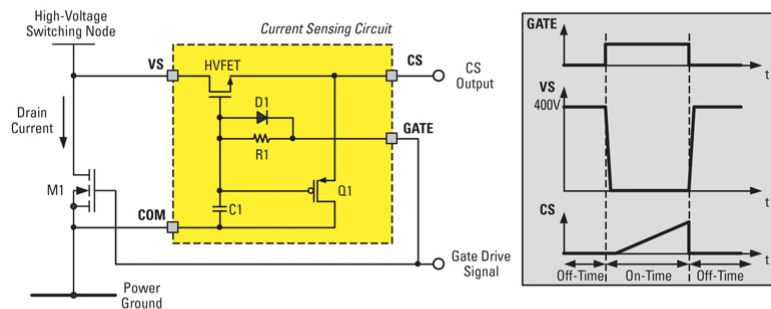 High-Voltage
Switching Node
Current Sensing Circuit
VS
HVFET
CS
CS
Output
Drain
Current
D1
R1
GATE
M1
Q1
C1
COM
Gate Drive
Signal
Power
Ground
GATE
t
VS
400V
t
CS
t
Off-Time
On-Time
Off-Time